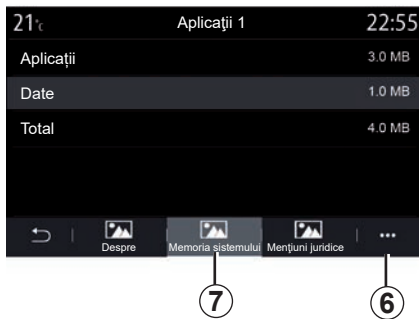 21°c Aplicaţii 1 22:55
Aplicații 3.0 MB
Date 1.0 MB
Total 4.0 MB
Despre Memoria sistemului Menţiuni juridice ...
7 6